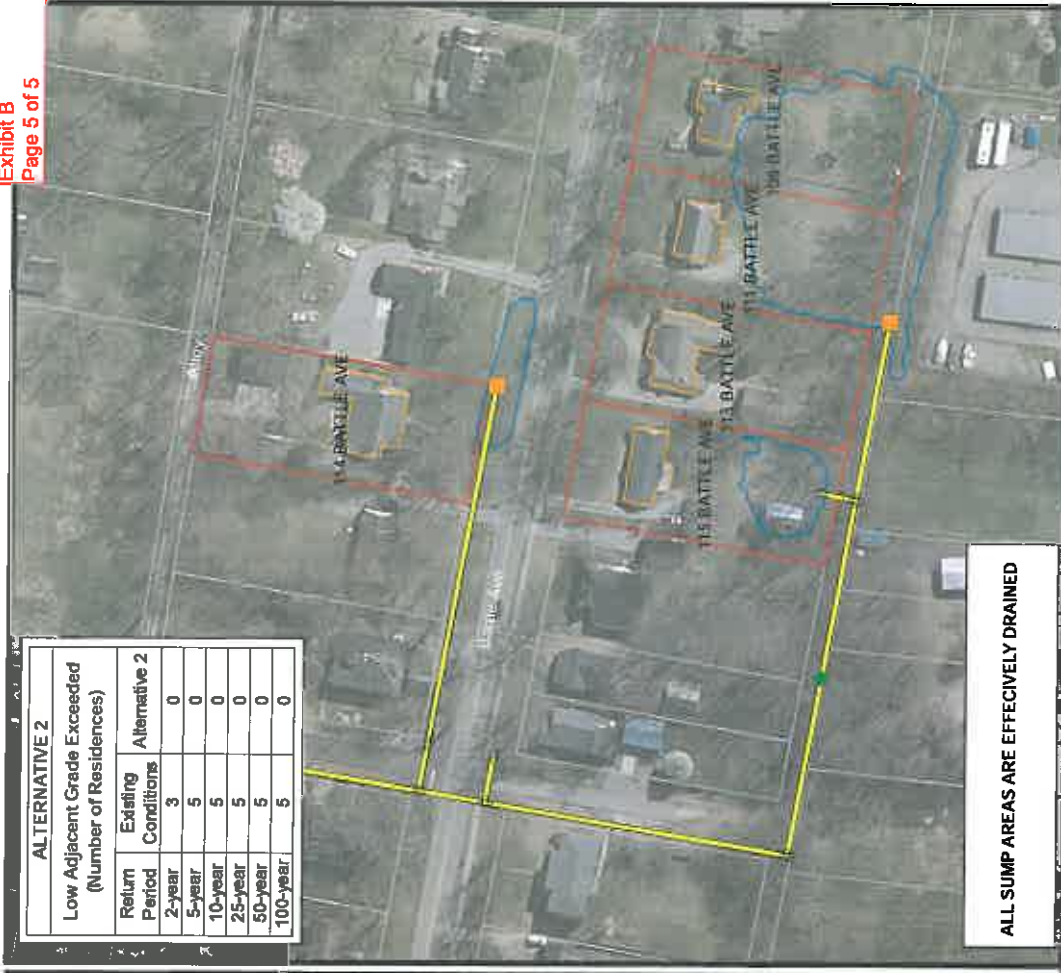 Exhibit B
Page 5 of 5
ALTERNATIVE 2
Low Adjacent Grade Exceeded
(Number of Residences)
Return Period Existing Conditions Alternative 2
2-year 3 0
5-year 5 0
10-year 5 0
25-year 5 0
50-year 5 0
100-year 5 0
Alley
114 BATTLE AVE
115 BATTLE AVE
113 BATTLE AVE
111 BATTLE AVE
BATTLE AVE
ALL SUMP AREAS ARE EFFECIVELY DRAINED